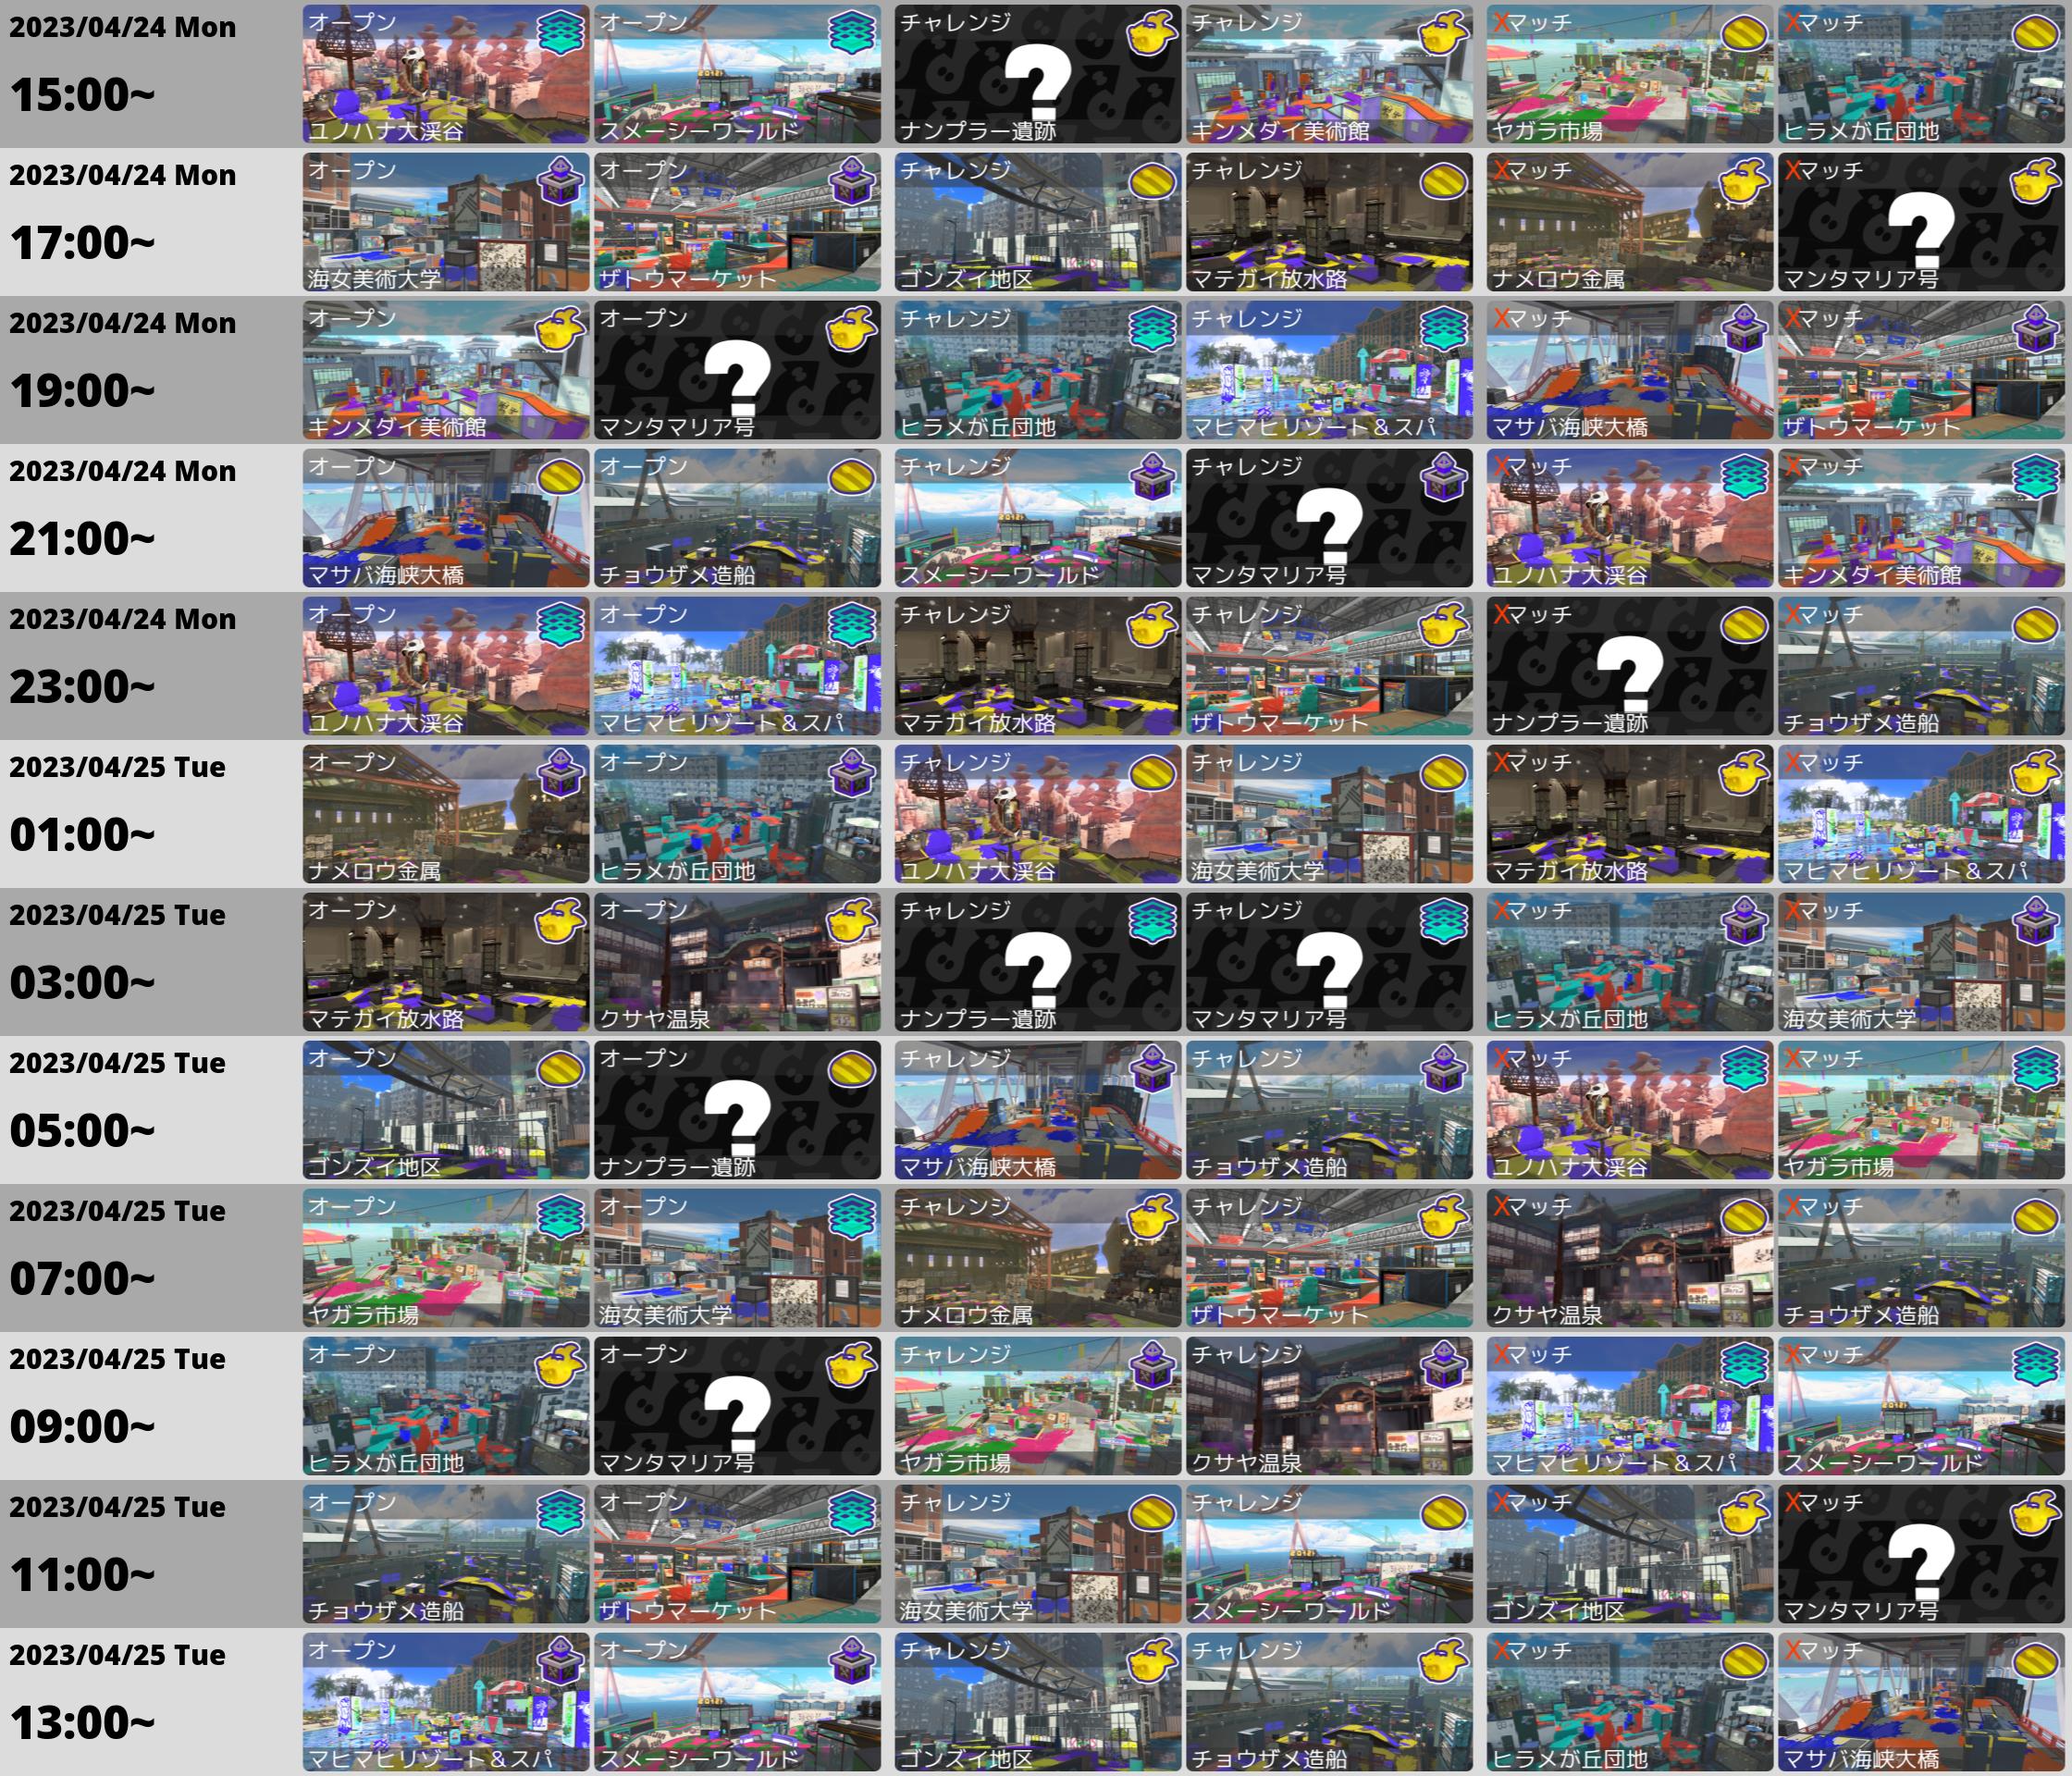 2023/04/24 Mon
15:00~
オープン オープン チャレンジ チャレンジ Xマッチ Xマッチ
ユノハナ大渓谷 スメーシーワールド ナンプラー遺跡 キンメダイ美術館 ヤガラ市場 ヒラメが丘団地
2023/04/24 Mon
17:00~
オープン オープン チャレンジ チャレンジ Xマッチ Xマッチ
海女美術大学 ザトウマーケット ゴンズイ地区 マテガイ放水路 ナメロウ金属 マンタマリア号
2023/04/24 Mon
19:00~
オープン オープン チャレンジ チャレンジ Xマッチ Xマッチ
キンメダイ美術館 マンタマリア号 ヒラメが丘団地 マヒマヒリゾート＆スパ マサバ海峡大橋 ザトウマーケット
2023/04/24 Mon
21:00~
オープン オープン チャレンジ チャレンジ Xマッチ Xマッチ
マサバ海峡大橋 チョウザメ造船 スメーシーワールド マンタマリア号 ユノハナ大渓谷 キンメダイ美術館
2023/04/24 Mon
23:00~
オープン オープン チャレンジ チャレンジ Xマッチ Xマッチ
ユノハナ大渓谷 マヒマヒリゾート＆スパ マテガイ放水路 ザトウマーケット ナンプラー遺跡 チョウザメ造船
2023/04/25 Tue
01:00~
オープン オープン チャレンジ チャレンジ Xマッチ Xマッチ
ナメロウ金属 ヒラメが丘団地 ユノハナ大渓谷 海女美術大学 マテガイ放水路 マヒマヒリゾート＆スパ
2023/04/25 Tue
03:00~
オープン オープン チャレンジ チャレンジ Xマッチ Xマッチ
マテガイ放水路 クサヤ温泉 ナンプラー遺跡 マンタマリア号 ヒラメが丘団地 海女美術大学
2023/04/25 Tue
05:00~
オープン オープン チャレンジ チャレンジ Xマッチ Xマッチ
ゴンズイ地区 ナンプラー遺跡 マサバ海峡大橋 チョウザメ造船 ユノハナ大渓谷 ヤガラ市場
2023/04/25 Tue
07:00~
オープン オープン チャレンジ チャレンジ Xマッチ Xマッチ
ヤガラ市場 海女美術大学 ナメロウ金属 ザトウマーケット クサヤ温泉 チョウザメ造船
2023/04/25 Tue
09:00~
オープン オープン チャレンジ チャレンジ Xマッチ Xマッチ
ヒラメが丘団地 マンタマリア号 ヤガラ市場 クサヤ温泉 マヒマヒリゾート＆スパ スメーシーワールド
2023/04/25 Tue
11:00~
オープン オープン チャレンジ チャレンジ Xマッチ Xマッチ
チョウザメ造船 ザトウマーケット 海女美術大学 スメーシーワールド ゴンズイ地区 マンタマリア号
2023/04/25 Tue
13:00~
オープン オープン チャレンジ チャレンジ Xマッチ Xマッチ
マヒマヒリゾート＆スパ スメーシーワールド ゴンズイ地区 チョウザメ造船 ヒラメが丘団地 マサバ海峡大橋